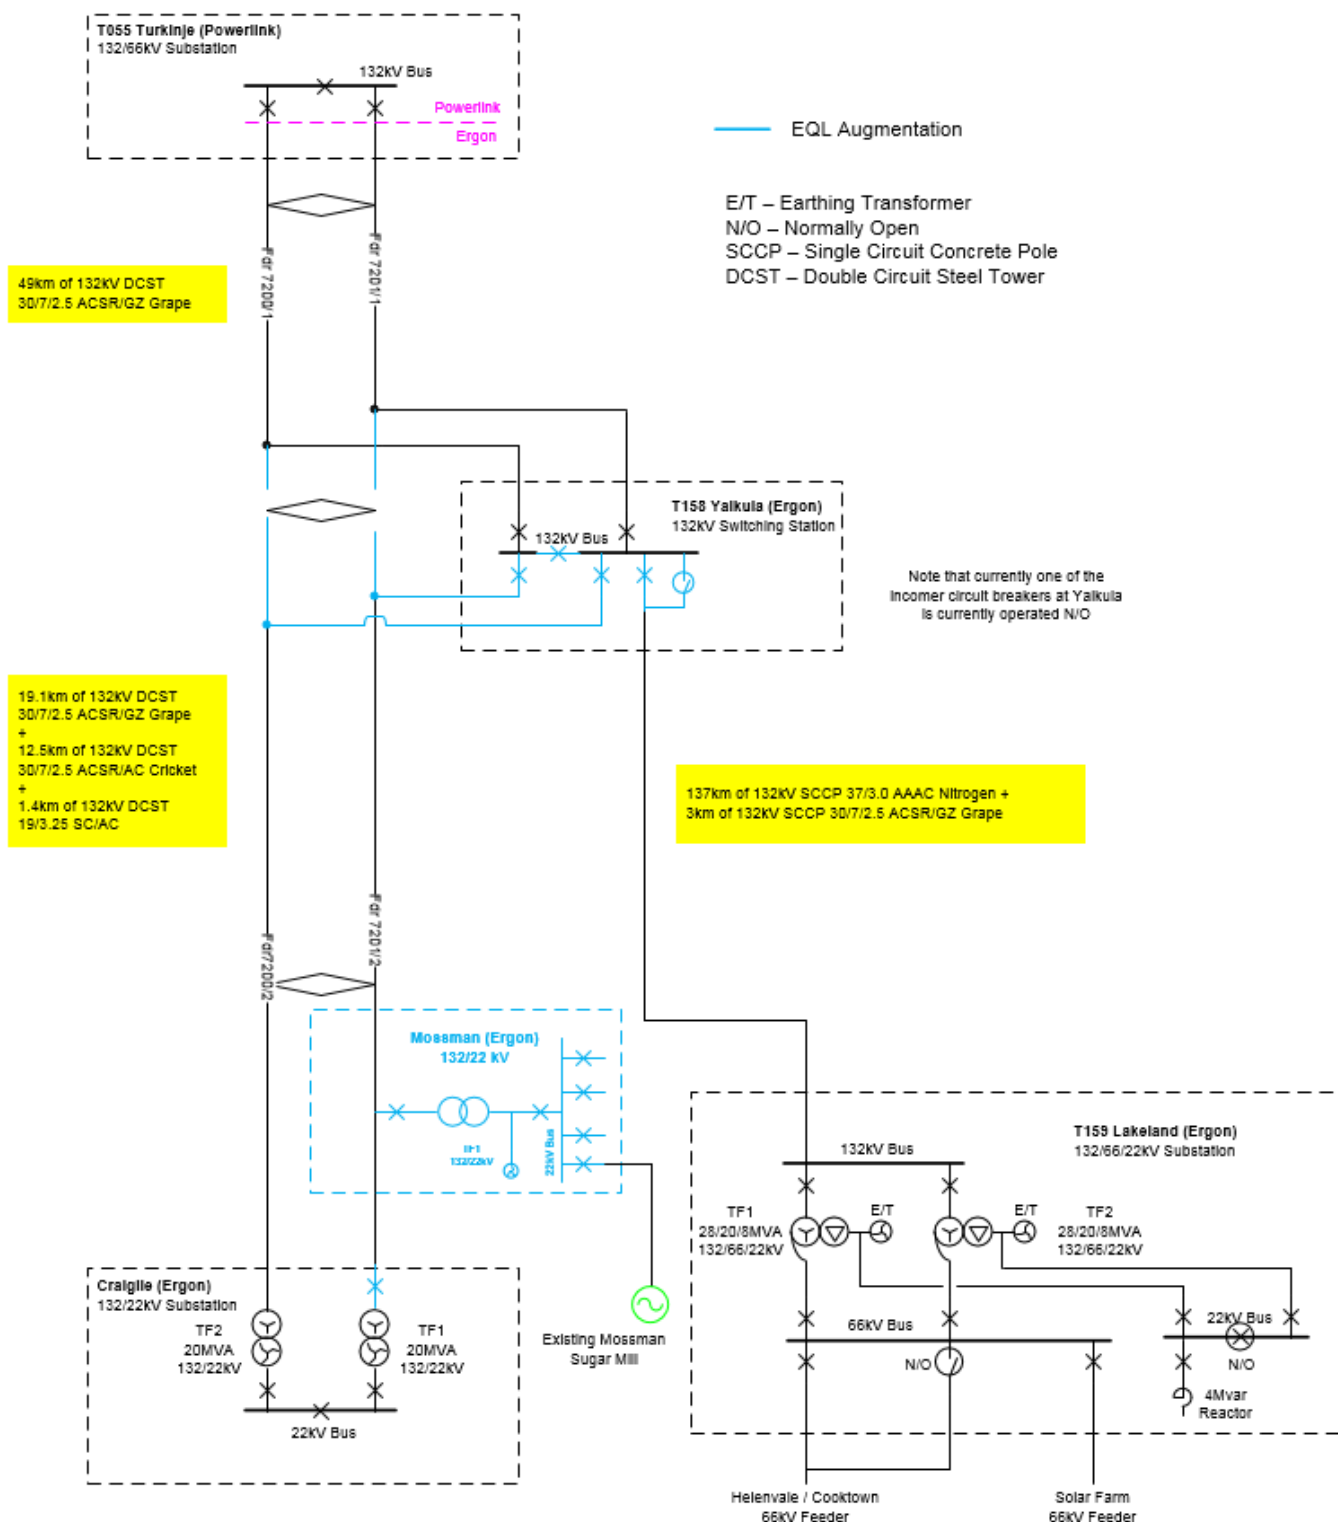 T055 Turkinje (Powerlink)
132/66kV Substation
132kV Bus
Powerlink
Ergon
EQL Augmentation
E/T – Earthing Transformer
N/O – Normally Open
SCCP – Single Circuit Concrete Pole
DCST – Double Circuit Steel Tower
Fdr 7200/1
Fdr 7201/1
49km of 132kV DCST
30/7/2.5 ACSR/GZ Grape
T158 Yalkula (Ergon)
132kV Switching Station
132kV Bus
Note that currently one of the
incomer circuit breakers at Yalkula
is currently operated N/O
19.1km of 132kV DCST
30/7/2.5 ACSR/GZ Grape
+
12.5km of 132kV DCST
30/7/2.5 ACSR/AC Cricket
+
1.4km of 132kV DCST
19/3.25 SC/AC
137km of 132kV SCCP 37/3.0 AAAC Nitrogen +
3km of 132kV SCCP 30/7/2.5 ACSR/GZ Grape
Fdr7200/2
Fdr 7201/2
Mossman (Ergon)
132/22 kV
TF1
132/22kV
22kV Bus
T159 Lakeland (Ergon)
132/66/22kV Substation
132kV Bus
TF1
28/20/8MVA
132/66/22kV
E/T
E/T
TF2
28/20/8MVA
132/66/22kV
Craiglie (Ergon)
132/22kV Substation
TF2
20MVA
132/22kV
TF1
20MVA
132/22kV
22kV Bus
Existing Mossman
Sugar Mill
66kV Bus
N/O
22kV Bus
N/O
4Mvar
Reactor
Helenvale / Cooktown
66kV Feeder
Solar Farm
66kV Feeder